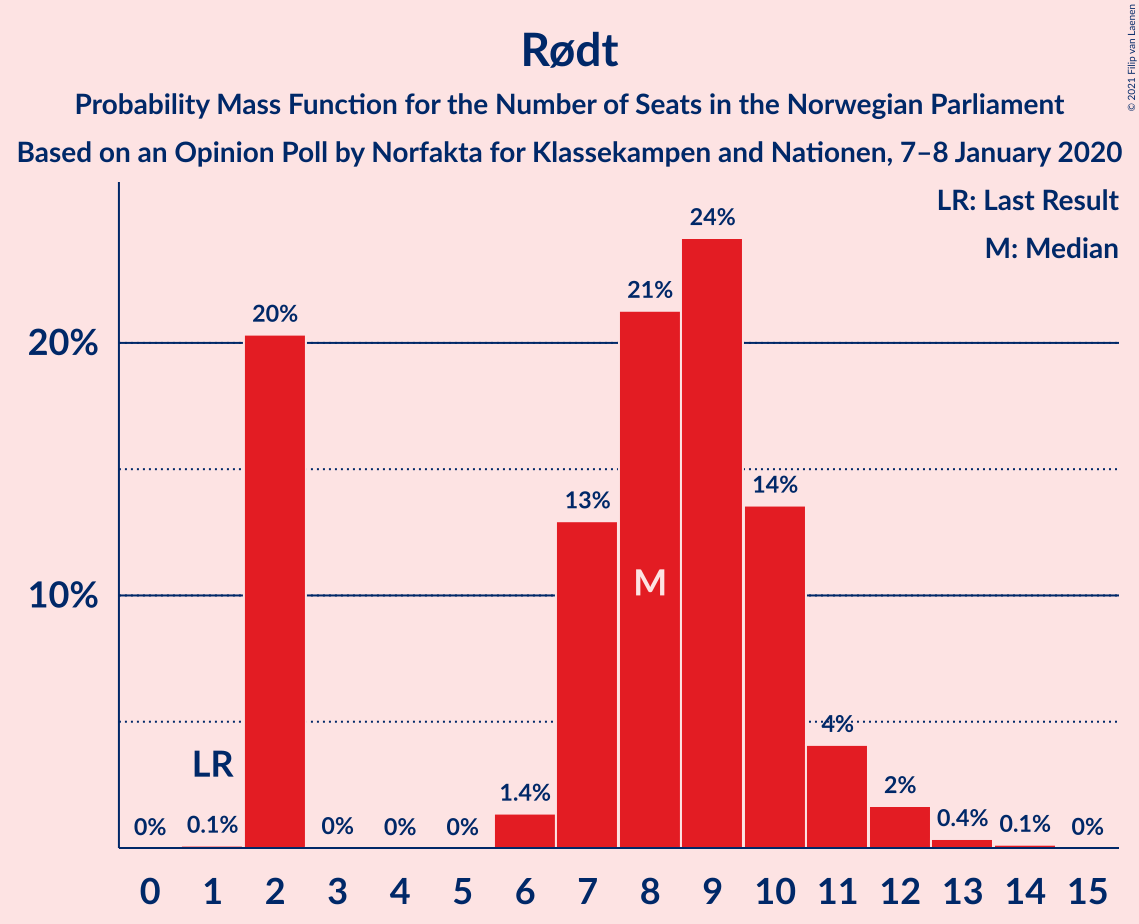 Rødt
Probability Mass Function for the Number of Seats in the Norwegian Parliament
Based on an Opinion Poll by Norfakta for Klassekampen and Nationen, 7–8 January 2020
© 2021 Filip van Laenen
LR: Last Result
M: Median
20%
10%
0%
0.1%
20%
0%
0%
0%
1.4%
13%
21%
24%
14%
4%
2%
0.4%
0.1%
0%
LR
M
0 1 2 3 4 5 6 7 8 9 10 11 12 13 14 15